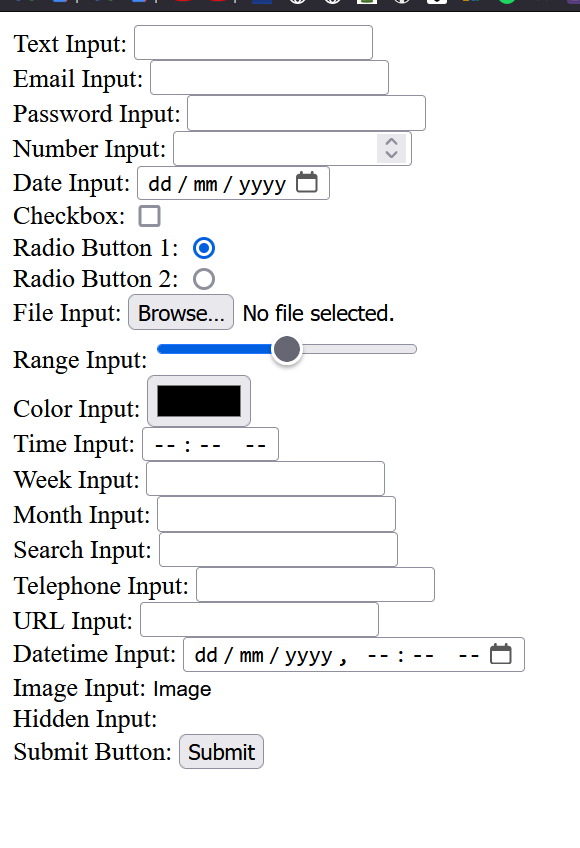 Text Input:
Email Input:
Password Input:
Number Input:
Date Input: dd / mm / yyyy
Checkbox:
Radio Button 1:
Radio Button 2:
File Input: Browse... No file selected.
Range Input:
Color Input:
Time Input: -- : -- --
Week Input:
Month Input:
Search Input:
Telephone Input:
URL Input:
Datetime Input: dd / mm / yyyy , -- : -- --
Image Input: Image
Hidden Input:
Submit Button: Submit